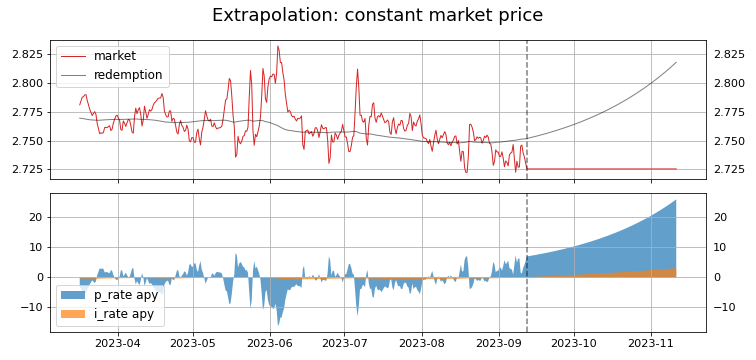 Extrapolation: constant market price
2.825 2.825
market
redemption
2.800 2.800
2.775 2.775
2.750 2.750
2.725 2.725
20 20
10 10
0 0
−10 −10
p_rate apy
i_rate apy
2023-04 2023-05 2023-06 2023-07 2023-08 2023-09 2023-10 2023-11